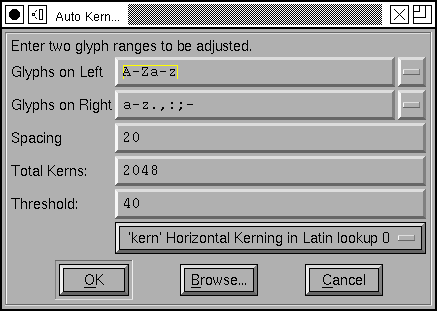 Auto Kern...
Enter two glyph ranges to be adjusted.
Glyphs on Left A-Za-z
Glyphs on Right a-z.,:;-
Spacing 20
Total Kerns: 2048
Threshold: 40
'kern' Horizontal Kerning in Latin lookup 0
OK Browse... Cancel